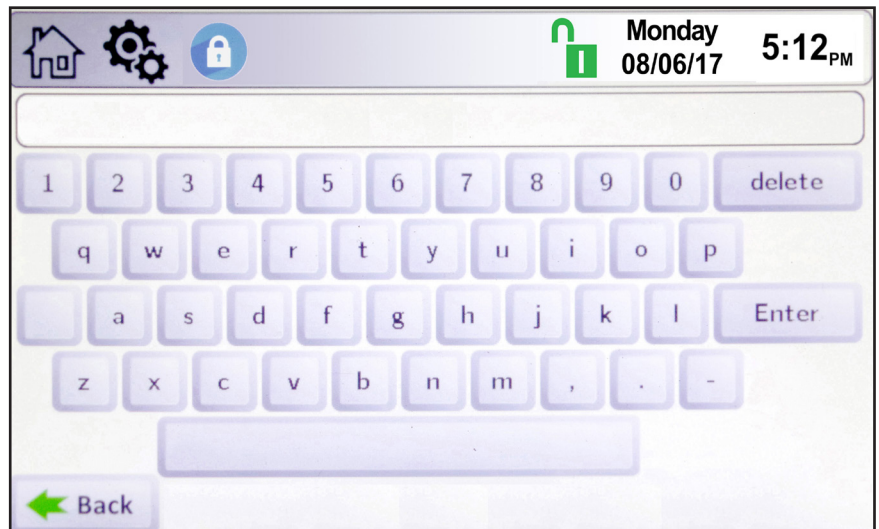 Monday
08/06/17
5:12PM
1 2 3 4 5 6 7 8 9 0 delete
q w e r t y u i o p
a s d f g h j k l Enter
z x c v b n m , . -
Back